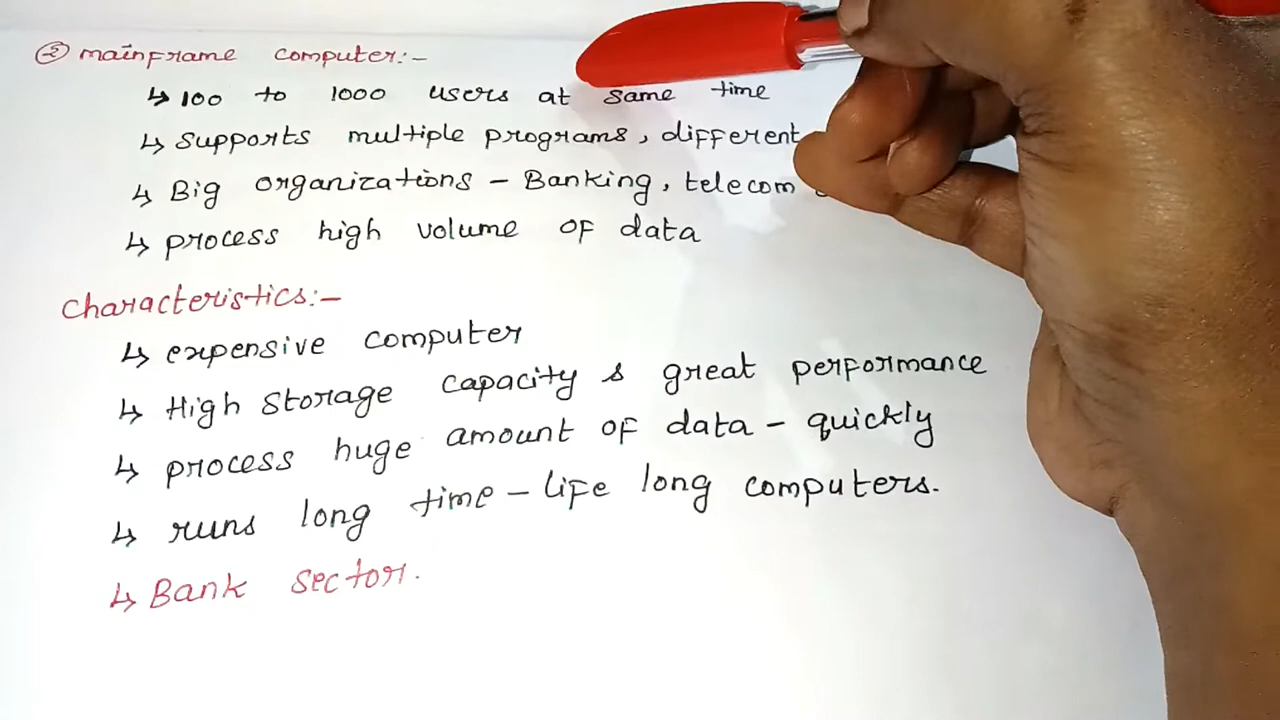 ② mainframe computer:-
↳ 100 to 1000 users at same time
↳ supports multiple programs, different
↳ Big organizations - Banking, telecom
↳ process high volume of data
characteristics:-
↳ expensive computer
↳ High storage capacity & great performance
↳ process huge amount of data - quickly
↳ runs long time - life long computers.
↳ Bank sector.